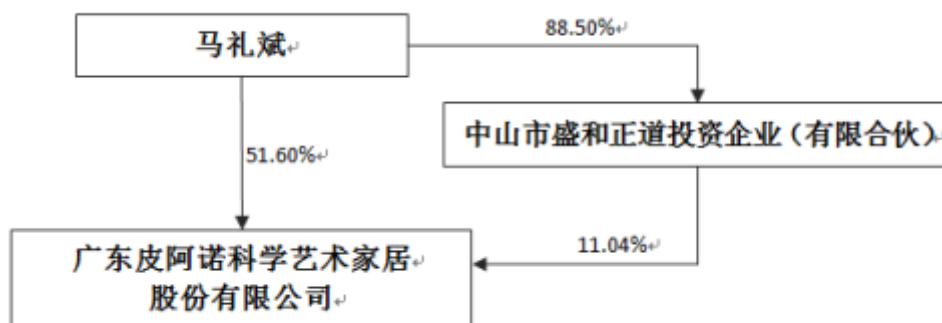 马礼斌
88.50%
中山市盛和正道投资企业（有限合伙）
51.60%
广东皮阿诺科学艺术家居
股份有限公司
11.04%